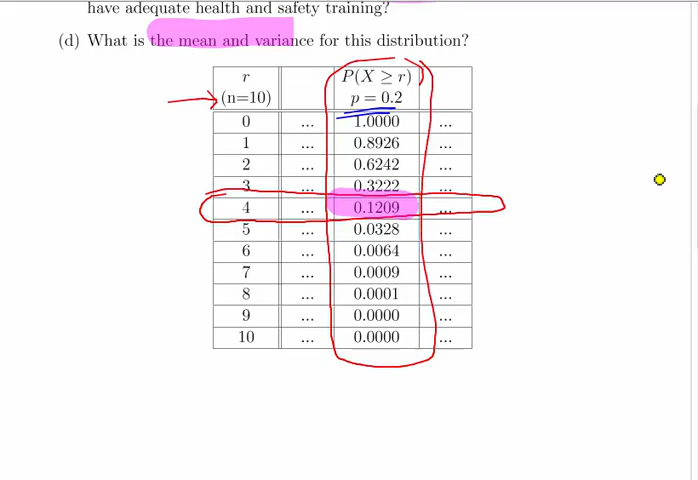 have adequate health and safety training?
(d) What is the mean and variance for this distribution?
r P(X ≥ r)
(n=10) p = 0.2
0 ... 1.0000 ...
1 ... 0.8926 ...
2 ... 0.6242 ...
3 ... 0.3222 ...
4 ... 0.1209 ...
5 ... 0.0328 ...
6 ... 0.0064 ...
7 ... 0.0009 ...
8 ... 0.0001 ...
9 ... 0.0000 ...
10 ... 0.0000 ...